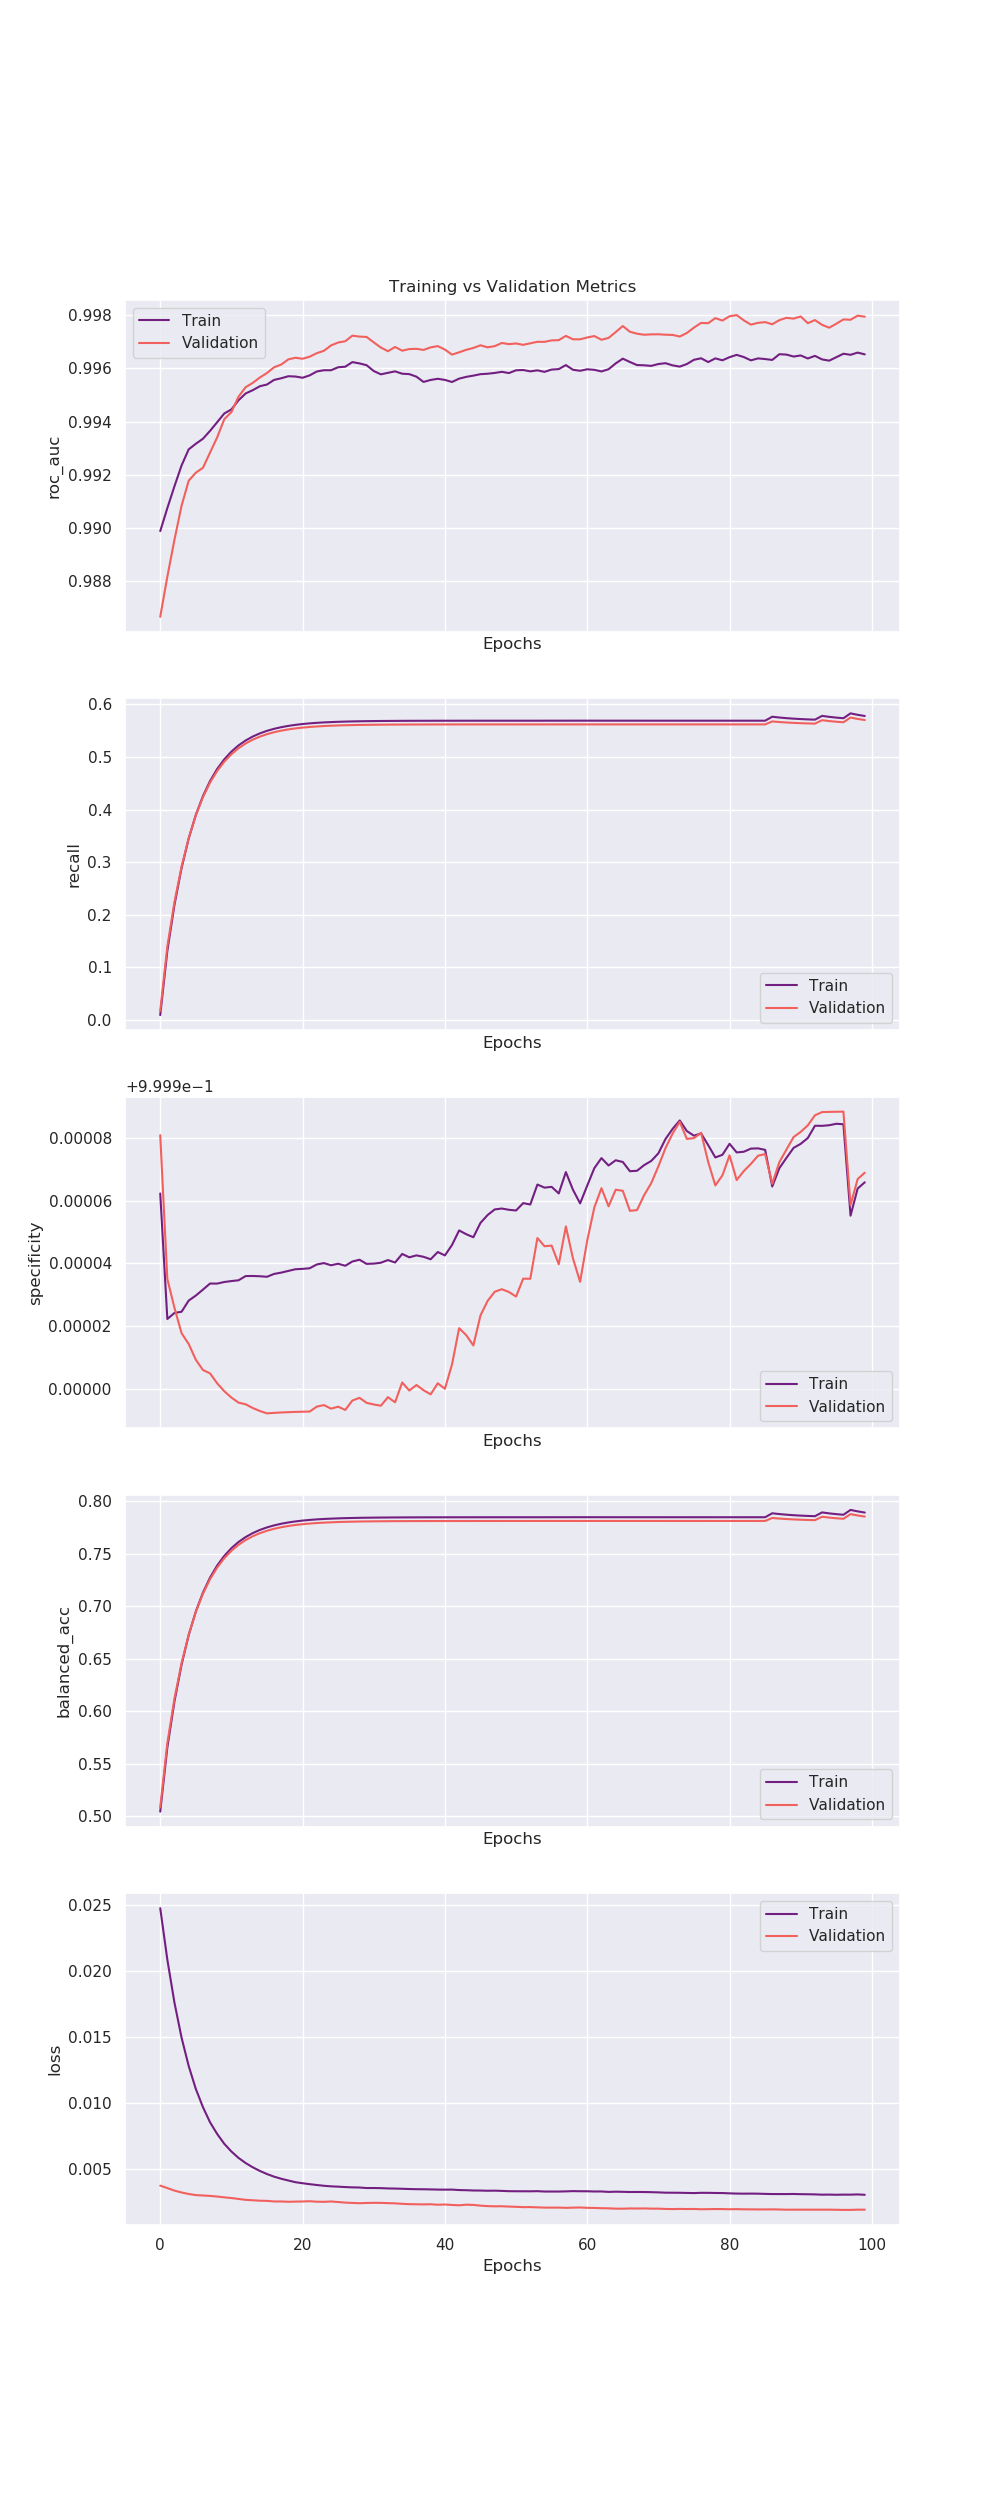 Training vs Validation Metrics
0.998
0.996
0.994
0.992
0.990
0.988
roc_auc
Train
Validation
Epochs
0.6
0.5
0.4
0.3
0.2
0.1
0.0
recall
Train
Validation
Epochs
+9.999e−1
0.00008
0.00006
0.00004
0.00002
0.00000
specificity
Train
Validation
Epochs
0.80
0.75
0.70
0.65
0.60
0.55
0.50
balanced_acc
Train
Validation
Epochs
0.025
0.020
0.015
0.010
0.005
loss
Train
Validation
0 20 40 60 80 100
Epochs